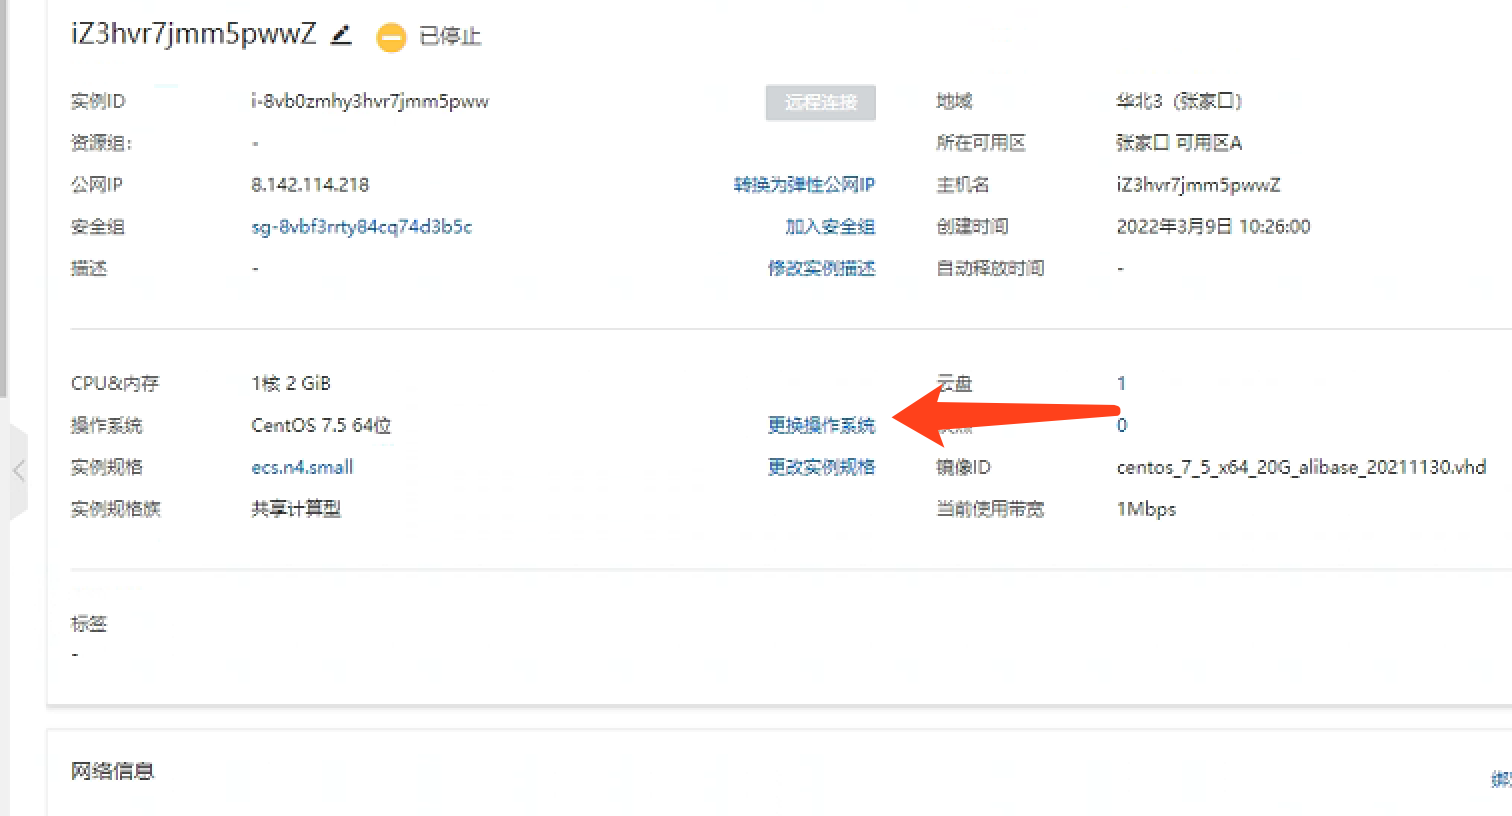 iZ3hvr7jmm5pwwZ 已停止
实例ID i-8vb0zmhy3hvr7jmm5pww 远程连接 地域 华北3（张家口）
资源组: - 所在可用区 张家口 可用区A
公网IP 8.142.114.218 转换为弹性公网IP 主机名 iZ3hvr7jmm5pwwZ
安全组 sg-8vbf3rrty84cq74d3b5c 加入安全组 创建时间 2022年3月9日 10:26:00
描述 - 修改实例描述 自动释放时间 -
CPU&内存 1核 2 GiB 云盘 1
操作系统 CentOS 7.5 64位 更换操作系统 0
实例规格 ecs.n4.small 更改实例规格 镜像ID centos_7_5_x64_20G_alibase_20211130.vhd
实例规格族 共享计算型 当前使用带宽 1Mbps
标签
-
网络信息